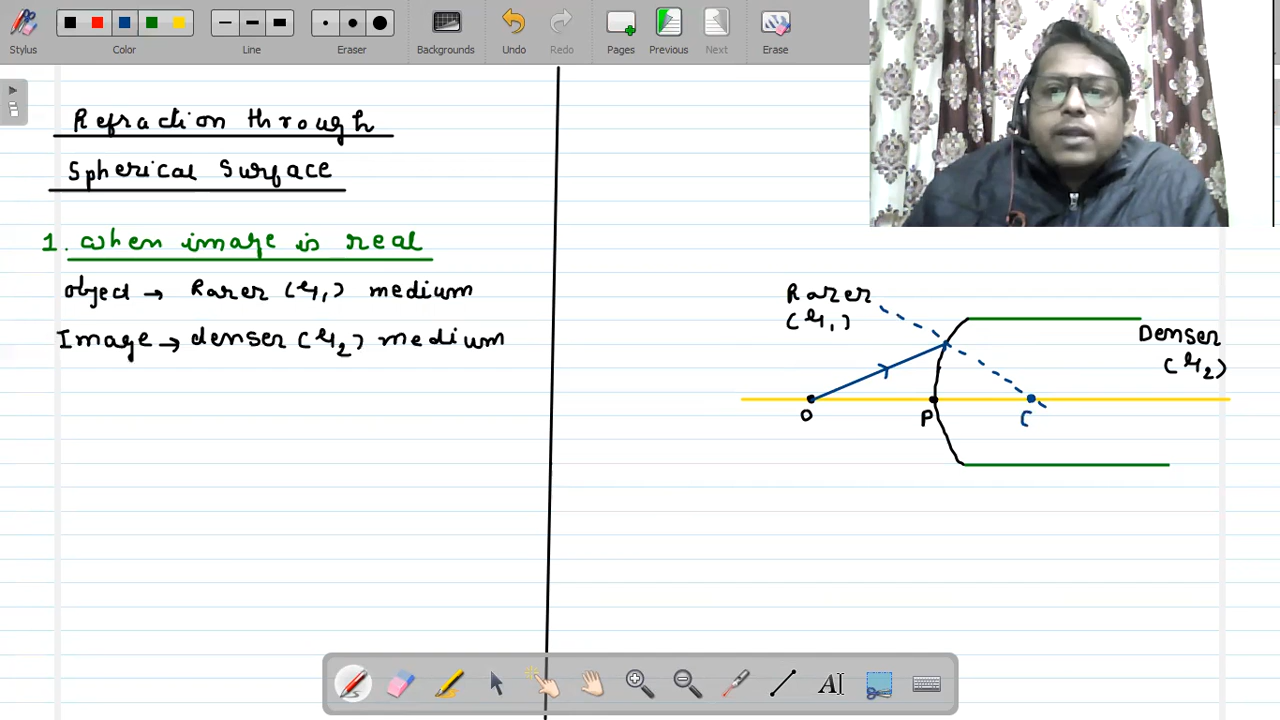 Stylus
Color
Line
Eraser
Backgrounds
Undo
Redo
Pages
Previous
Next
Erase
Refraction through
Spherical Surface
1. when image is real
object → Rarer (μ1) medium
Image → denser (μ2) medium
Rarer
(μ1)
Denser
(μ2)
O
P
C
A